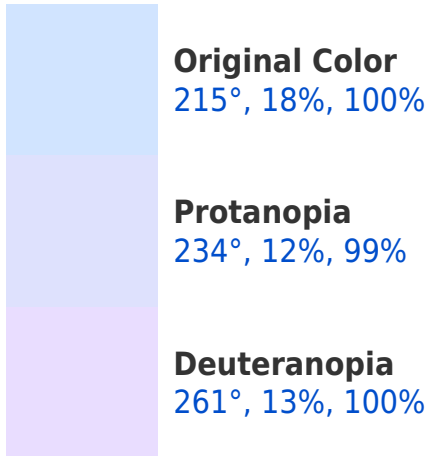 Original Color
215°, 18%, 100%
Protanopia
234°, 12%, 99%
Deuteranopia
261°, 13%, 100%